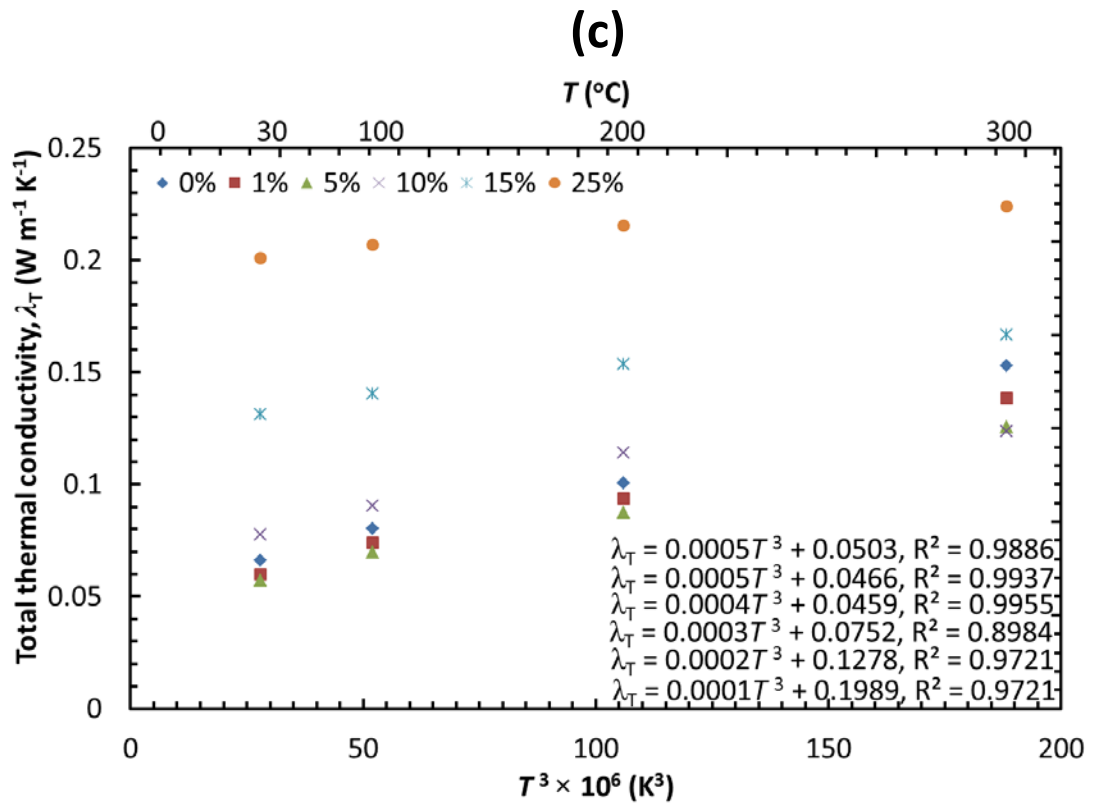 (c)
T (°C)
0 30 100 200 300
0.25
0% 1% 5% 10% 15% 25%
0.2
0.15
0.1
0.05
0
Total thermal conductivity, λT (W m⁻¹ K⁻¹)
λT = 0.0005T ³ + 0.0503, R² = 0.9886
λT = 0.0005T ³ + 0.0466, R² = 0.9937
λT = 0.0004T ³ + 0.0459, R² = 0.9955
λT = 0.0003T ³ + 0.0752, R² = 0.8984
λT = 0.0002T ³ + 0.1278, R² = 0.9721
λT = 0.0001T ³ + 0.1989, R² = 0.9721
0 50 100 150 200
T ³ × 10⁶ (K³)